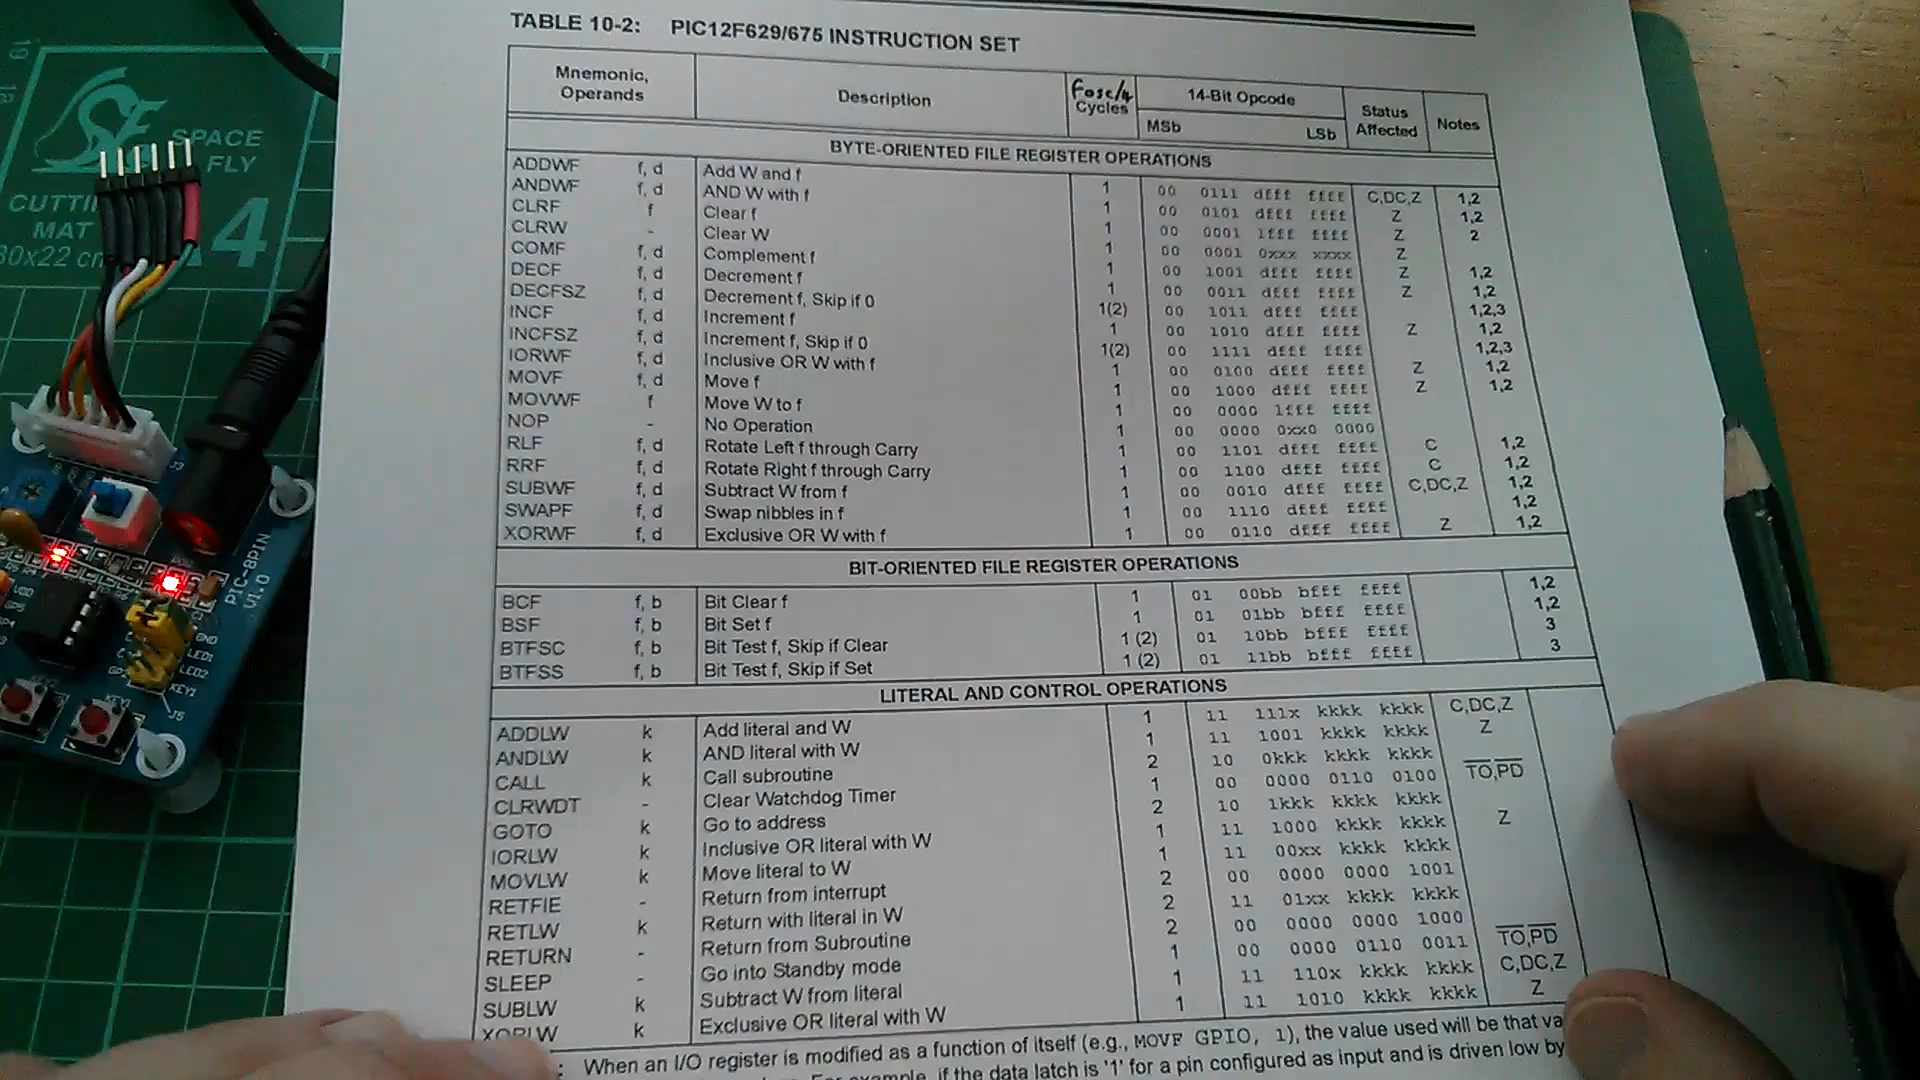 TABLE 10-2: PIC12F629/675 INSTRUCTION SET
Mnemonic, Operands Description Fosc/4 Cycles 14-Bit Opcode Status Affected Notes
MSb LSb
BYTE-ORIENTED FILE REGISTER OPERATIONS
ADDWF f, d Add W and f 1 00 0111 dfff ffff C,DC,Z 1,2
ANDWF f, d AND W with f 1 00 0101 dfff ffff Z 1,2
CLRF f Clear f 1 00 0001 1fff ffff Z 2
CLRW - Clear W 1 00 0001 0xxx xxxx Z
COMF f, d Complement f 1 00 1001 dfff ffff Z 1,2
DECF f, d Decrement f 1 00 0011 dfff ffff Z 1,2
DECFSZ f, d Decrement f, Skip if 0 1(2) 00 1011 dfff ffff 1,2,3
INCF f, d Increment f 1 00 1010 dfff ffff Z 1,2
INCFSZ f, d Increment f, Skip if 0 1(2) 00 1111 dfff ffff 1,2,3
IORWF f, d Inclusive OR W with f 1 00 0100 dfff ffff Z 1,2
MOVF f, d Move f 1 00 1000 dfff ffff Z 1,2
MOVWF f Move W to f 1 00 0000 1fff ffff
NOP - No Operation 1 00 0000 0xx0 0000
RLF f, d Rotate Left f through Carry 1 00 1101 dfff ffff C 1,2
RRF f, d Rotate Right f through Carry 1 00 1100 dfff ffff C 1,2
SUBWF f, d Subtract W from f 1 00 0010 dfff ffff C,DC,Z 1,2
SWAPF f, d Swap nibbles in f 1 00 1110 dfff ffff 1,2
XORWF f, d Exclusive OR W with f 1 00 0110 dfff ffff Z 1,2
BIT-ORIENTED FILE REGISTER OPERATIONS
BCF f, b Bit Clear f 1 01 00bb bfff ffff 1,2
BSF f, b Bit Set f 1 01 01bb bfff ffff 1,2
BTFSC f, b Bit Test f, Skip if Clear 1 (2) 01 10bb bfff ffff 3
BTFSS f, b Bit Test f, Skip if Set 1 (2) 01 11bb bfff ffff 3
LITERAL AND CONTROL OPERATIONS
ADDLW k Add literal and W 1 11 111x kkkk kkkk C,DC,Z
ANDLW k AND literal with W 1 11 1001 kkkk kkkk Z
CALL k Call subroutine 2 10 0kkk kkkk kkkk
CLRWDT - Clear Watchdog Timer 1 00 0000 0110 0100 TO,PD
GOTO k Go to address 2 10 1kkk kkkk kkkk
IORLW k Inclusive OR literal with W 1 11 1000 kkkk kkkk Z
MOVLW k Move literal to W 1 11 00xx kkkk kkkk
RETFIE - Return from interrupt 2 00 0000 0000 1001
RETLW k Return with literal in W 2 11 01xx kkkk kkkk
RETURN - Return from Subroutine 2 00 0000 0000 1000
SLEEP - Go into Standby mode 1 00 0000 0110 0011 TO,PD
SUBLW k Subtract W from literal 1 11 110x kkkk kkkk C,DC,Z
XORLW k Exclusive OR literal with W 1 11 1010 kkkk kkkk Z
: When an I/O register is modified as a function of itself (e.g., MOVF GPIO, 1), the value used will be that va
For example, if the data latch is '1' for a pin configured as input and is driven low by
SPACE
FLY
CUTTI
MAT
A4
30x22 cm
J3
PIC-8PIN
V1.0
VDD
GP5
GND
LED1
LED2
KEY1
J5
KEY1